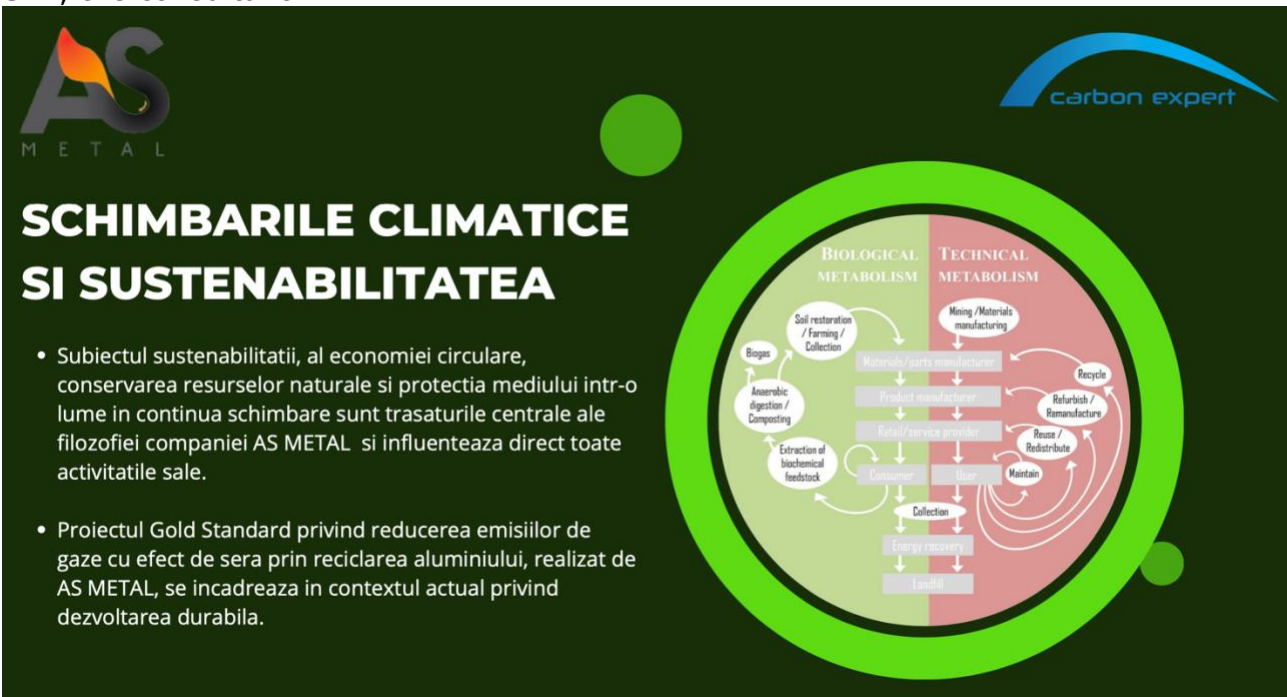 AS
METAL
carbon expert
SCHIMBARILE CLIMATICE
SI SUSTENABILITATEA
• Subiectul sustenabilitatii, al economiei circulare,
conservarea resurselor naturale si protectia mediului intr-o
lume in continua schimbare sunt trasaturile centrale ale
filozofiei companiei AS METAL si influenteaza direct toate
activitatile sale.
• Proiectul Gold Standard privind reducerea emisiilor de
gaze cu efect de sera prin reciclarea aluminiului, realizat de
AS METAL, se incadreaza in contextul actual privind
dezvoltarea durabila.
BIOLOGICAL
METABOLISM
TECHNICAL
METABOLISM
Mining /Materials
manufacturing
Soil restoration
/ Farming /
Collection
Biogas
Anaerobic
digestion /
Composting
Extraction of
biochemical
feedstock
Materials/parts manufacturer
Product manufacturer
Retail/service provider
Consumer
User
Recycle
Refurbish /
Remanufacture
Reuse /
Redistribute
Maintain
Collection
Energy recovery
Landfill